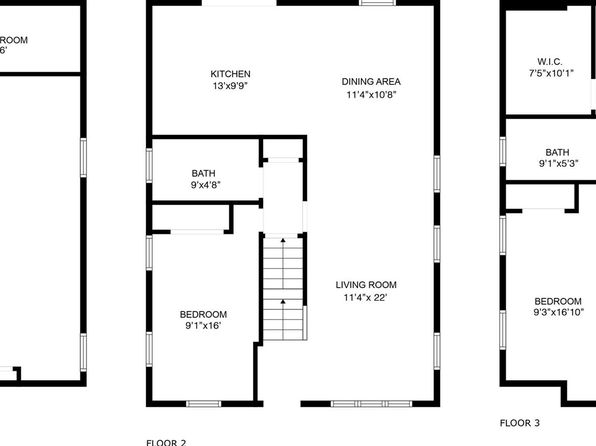 ROOM
6'
KITCHEN
13'x9'9"
DINING AREA
11'4"x10'8"
BATH
9'x4'8"
LIVING ROOM
11'4"x 22'
BEDROOM
9'1"x16'
FLOOR 2
W.I.C.
7'5"x10'1"
BATH
9'1"x5'3"
BEDROOM
9'3"x16'10"
FLOOR 3